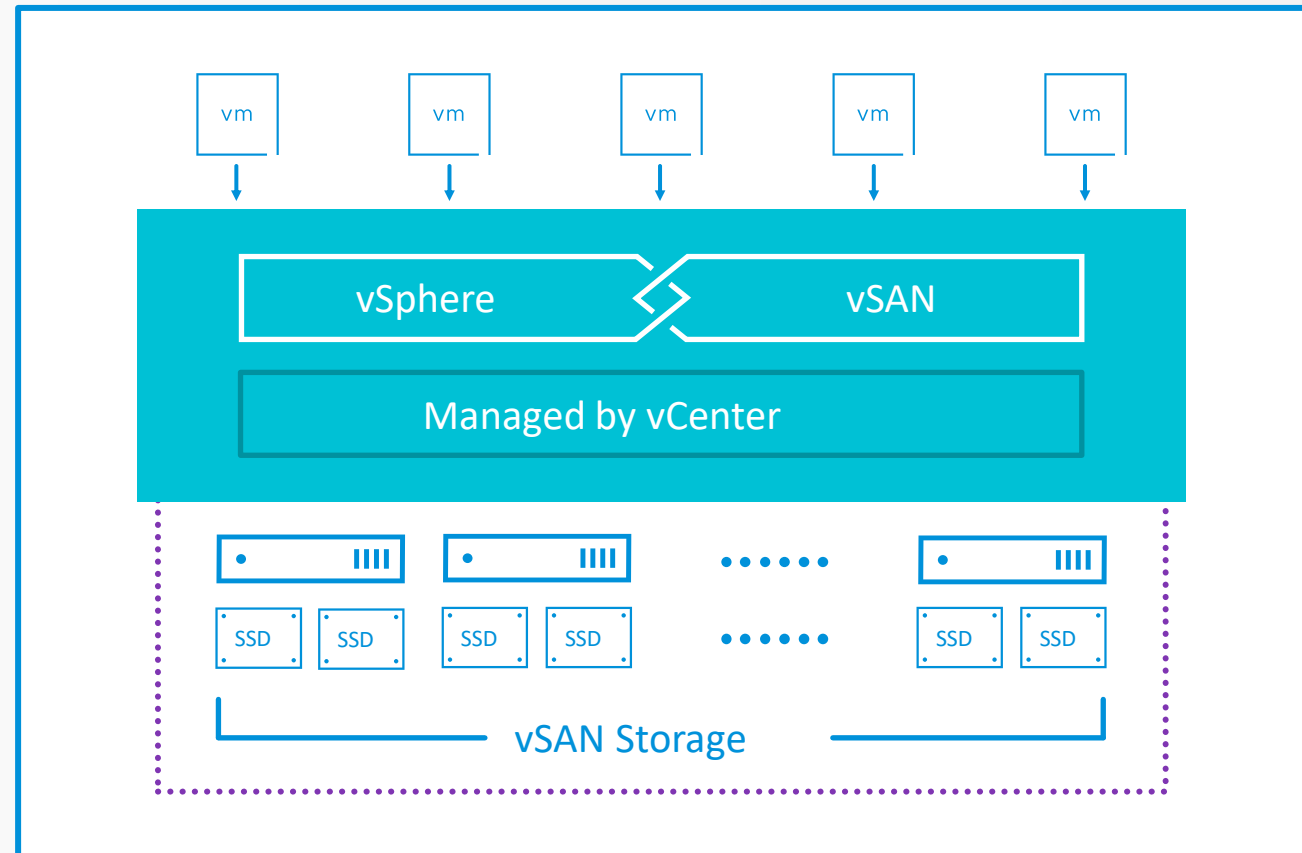 vm vm vm vm vm
vSphere vSAN
Managed by vCenter
SSD SSD SSD SSD SSD SSD
vSAN Storage